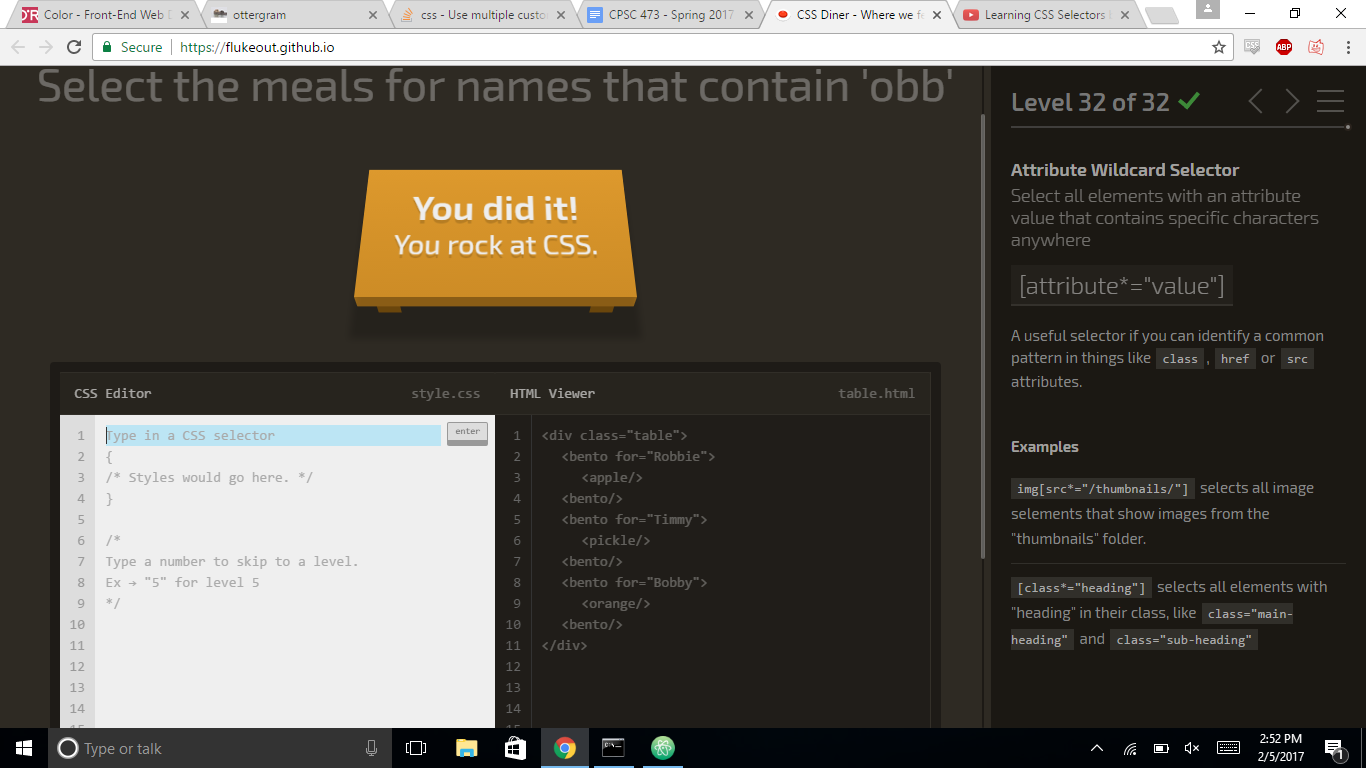 Color - Front-End Web D
ottergram
css - Use multiple custo
CPSC 473 - Spring 2017
CSS Diner - Where we fe
Learning CSS Selectors
Secure
https://flukeout.github.io
CSS
ABP
Select the meals for names that contain 'obb'
You did it!
You rock at CSS.
CSS Editor style.css
1 Type in a CSS selector
enter
2 {
3 /* Styles would go here. */
4 }
5
6 /*
7 Type a number to skip to a level.
8 Ex → "5" for level 5
9 */
10
11
12
13
14
15
HTML Viewer table.html
1 <div class="table">
2 <bento for="Robbie">
3 <apple/>
4 <bento/>
5 <bento for="Timmy">
6 <pickle/>
7 <bento/>
8 <bento for="Bobby">
9 <orange/>
10 <bento/>
11 </div>
12
13
14
15
Level 32 of 32
Attribute Wildcard Selector
Select all elements with an attribute
value that contains specific characters
anywhere
[attribute*="value"]
A useful selector if you can identify a common
pattern in things like class , href or src
attributes.
Examples
img[src*="/thumbnails/"] selects all image
selements that show images from the
"thumbnails" folder.
[class*="heading"] selects all elements with
"heading" in their class, like class="main-
heading" and class="sub-heading"
Type or talk
2:52 PM
2/5/2017
1